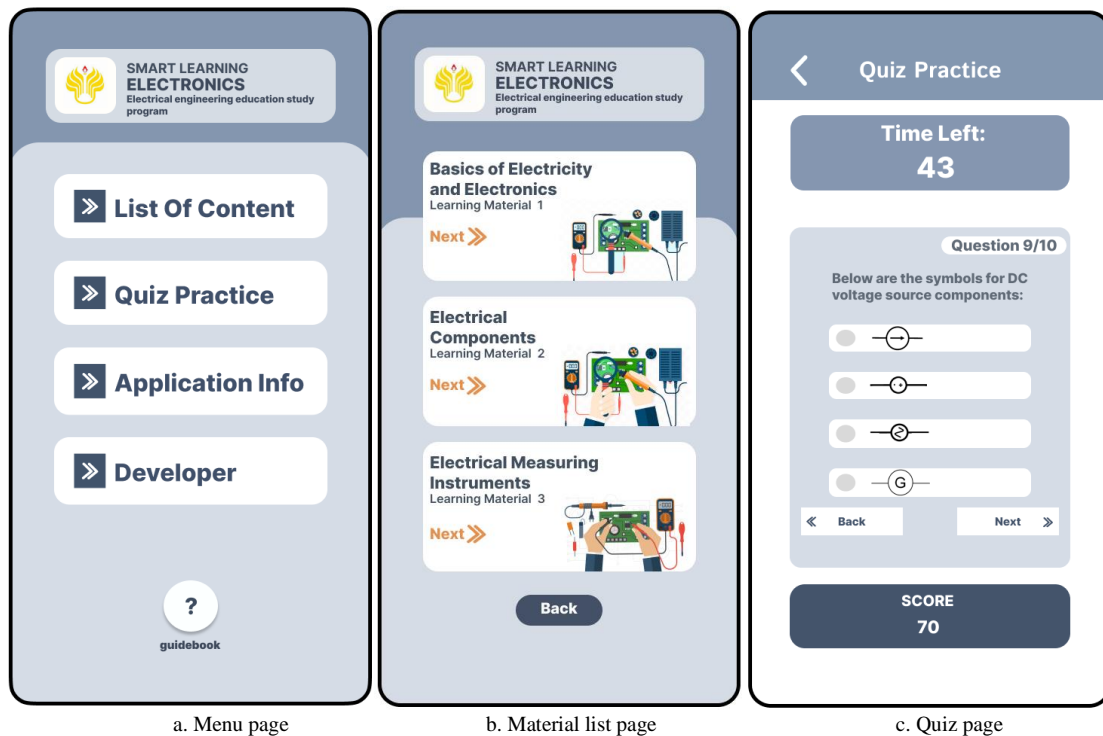 SMART LEARNING
ELECTRONICS
Electrical engineering education study
program
List Of Content
Quiz Practice
Application Info
Developer
?
guidebook
a. Menu page
SMART LEARNING
ELECTRONICS
Electrical engineering education study
program
Basics of Electricity
and Electronics
Learning Material 1
Next
Electrical
Components
Learning Material 2
Next
Electrical Measuring
Instruments
Learning Material 3
Next
Back
b. Material list page
Quiz Practice
Time Left:
43
Question 9/10
Below are the symbols for DC
voltage source components:
G
Back Next
SCORE
70
c. Quiz page